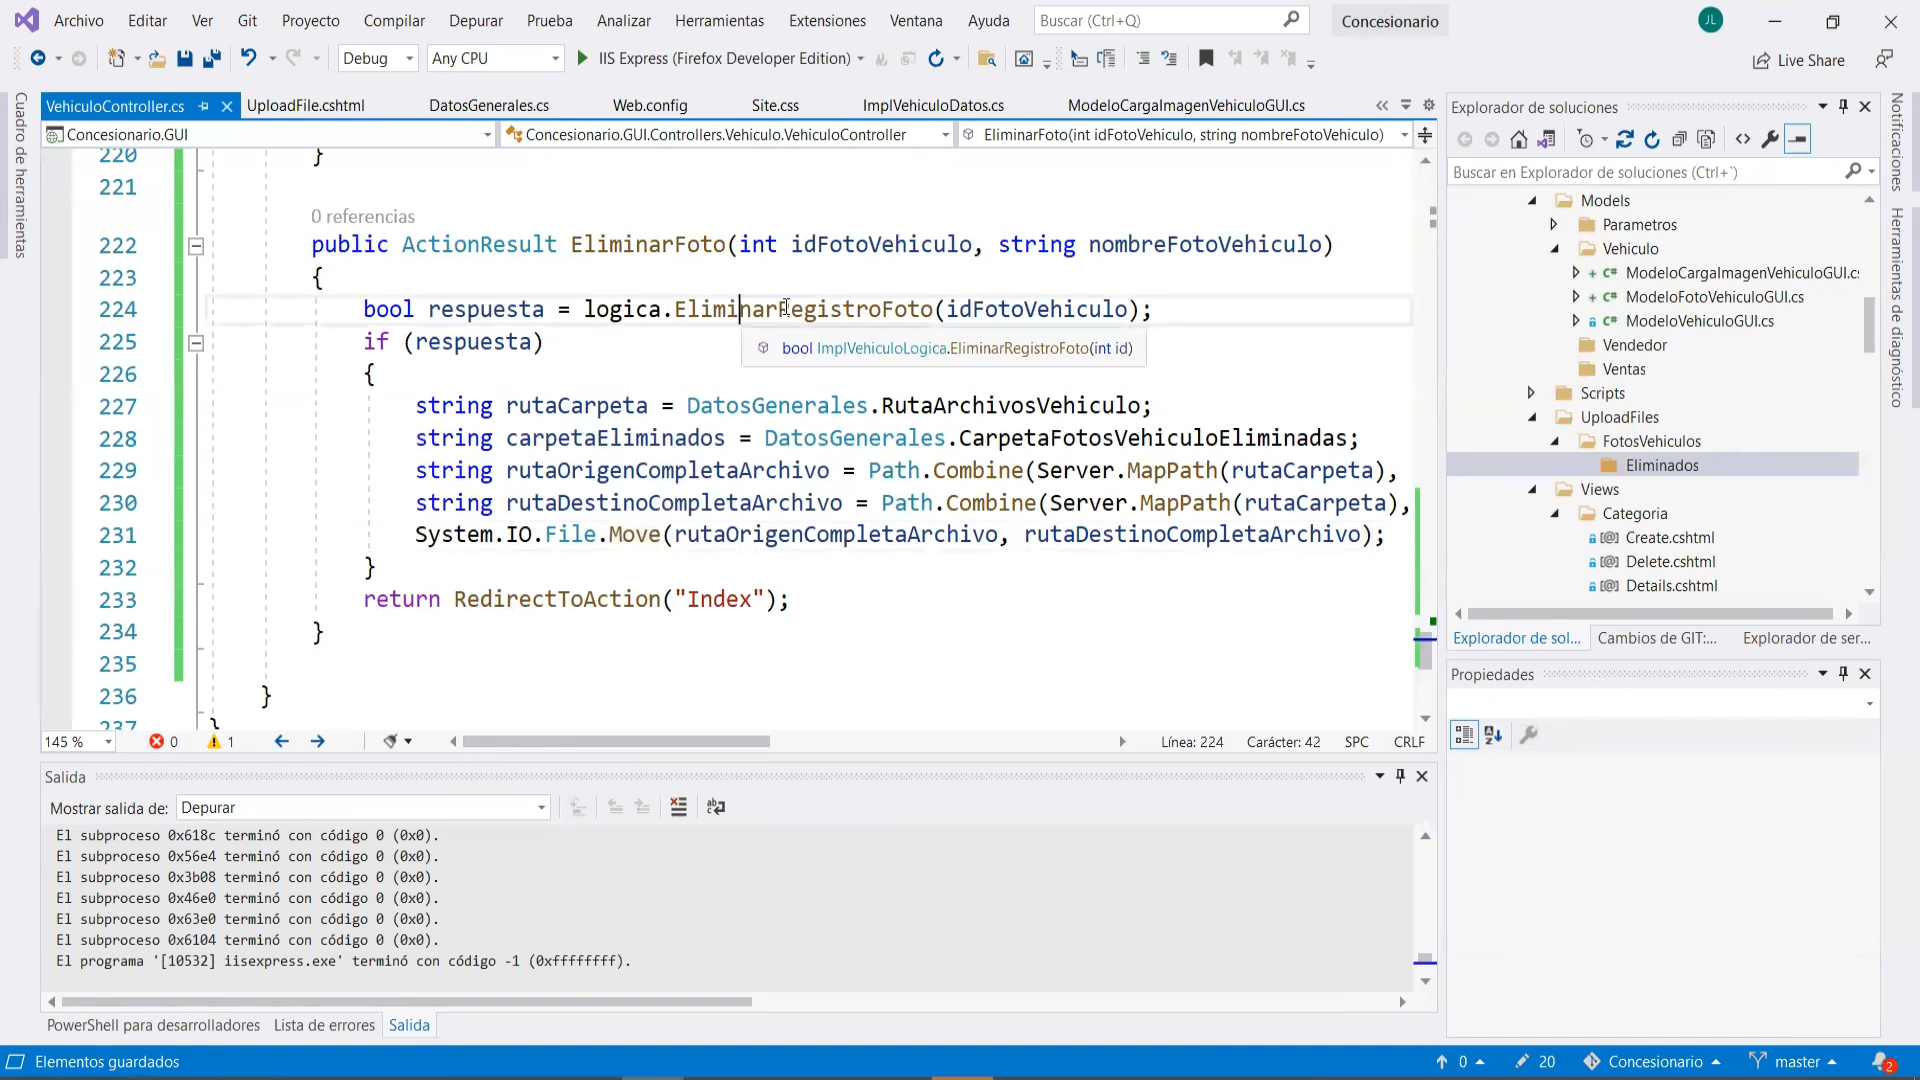 Archivo Editar Ver Git Proyecto Compilar Depurar Prueba Analizar Herramientas Extensiones Ventana Ayuda Buscar (Ctrl+Q) Concesionario JL
Debug Any CPU IIS Express (Firefox Developer Edition) Live Share
Cuadro de herramientas
VehiculoController.cs UploadFile.cshtml DatosGenerales.cs Web.config Site.css ImplVehiculoDatos.cs ModeloCargaImagenVehiculoGUI.cs
Concesionario.GUI Concesionario.GUI.Controllers.Vehiculo.VehiculoController EliminarFoto(int idFotoVehiculo, string nombreFotoVehiculo)
220 }
221
0 referencias
222 public ActionResult EliminarFoto(int idFotoVehiculo, string nombreFotoVehiculo)
223 {
224 bool respuesta = logica.EliminarRegistroFoto(idFotoVehiculo);
225 if (respuesta)
bool ImplVehiculoLogica.EliminarRegistroFoto(int id)
226 {
227 string rutaCarpeta = DatosGenerales.RutaArchivosVehiculo;
228 string carpetaEliminados = DatosGenerales.CarpetaFotosVehiculoEliminadas;
229 string rutaOrigenCompletaArchivo = Path.Combine(Server.MapPath(rutaCarpeta),
230 string rutaDestinoCompletaArchivo = Path.Combine(Server.MapPath(rutaCarpeta),
231 System.IO.File.Move(rutaOrigenCompletaArchivo, rutaDestinoCompletaArchivo);
232 }
233 return RedirectToAction("Index");
234 }
235
236 }
237 }
145 % 0 1 Línea: 224 Carácter: 42 SPC CRLF
Salida
Mostrar salida de: Depurar
El subproceso 0x618c terminó con código 0 (0x0).
El subproceso 0x56e4 terminó con código 0 (0x0).
El subproceso 0x3b08 terminó con código 0 (0x0).
El subproceso 0x46e0 terminó con código 0 (0x0).
El subproceso 0x63e0 terminó con código 0 (0x0).
El subproceso 0x6104 terminó con código 0 (0x0).
El programa '[10532] iisexpress.exe' terminó con código -1 (0xffffffff).
PowerShell para desarrolladores Lista de errores Salida
Explorador de soluciones
Buscar en Explorador de soluciones (Ctrl+`)
Models
Parametros
Vehiculo
C# ModeloCargaImagenVehiculoGUI.cs
C# ModeloFotoVehiculoGUI.cs
C# ModeloVehiculoGUI.cs
Vendedor
Ventas
Scripts
UploadFiles
FotosVehiculos
Eliminados
Views
Categoria
Create.cshtml
Delete.cshtml
Details.cshtml
Explorador de sol... Cambios de GIT:... Explorador de ser...
Propiedades
Notificaciones
Herramientas de diagnóstico
Elementos guardados 0 20 Concesionario master 2